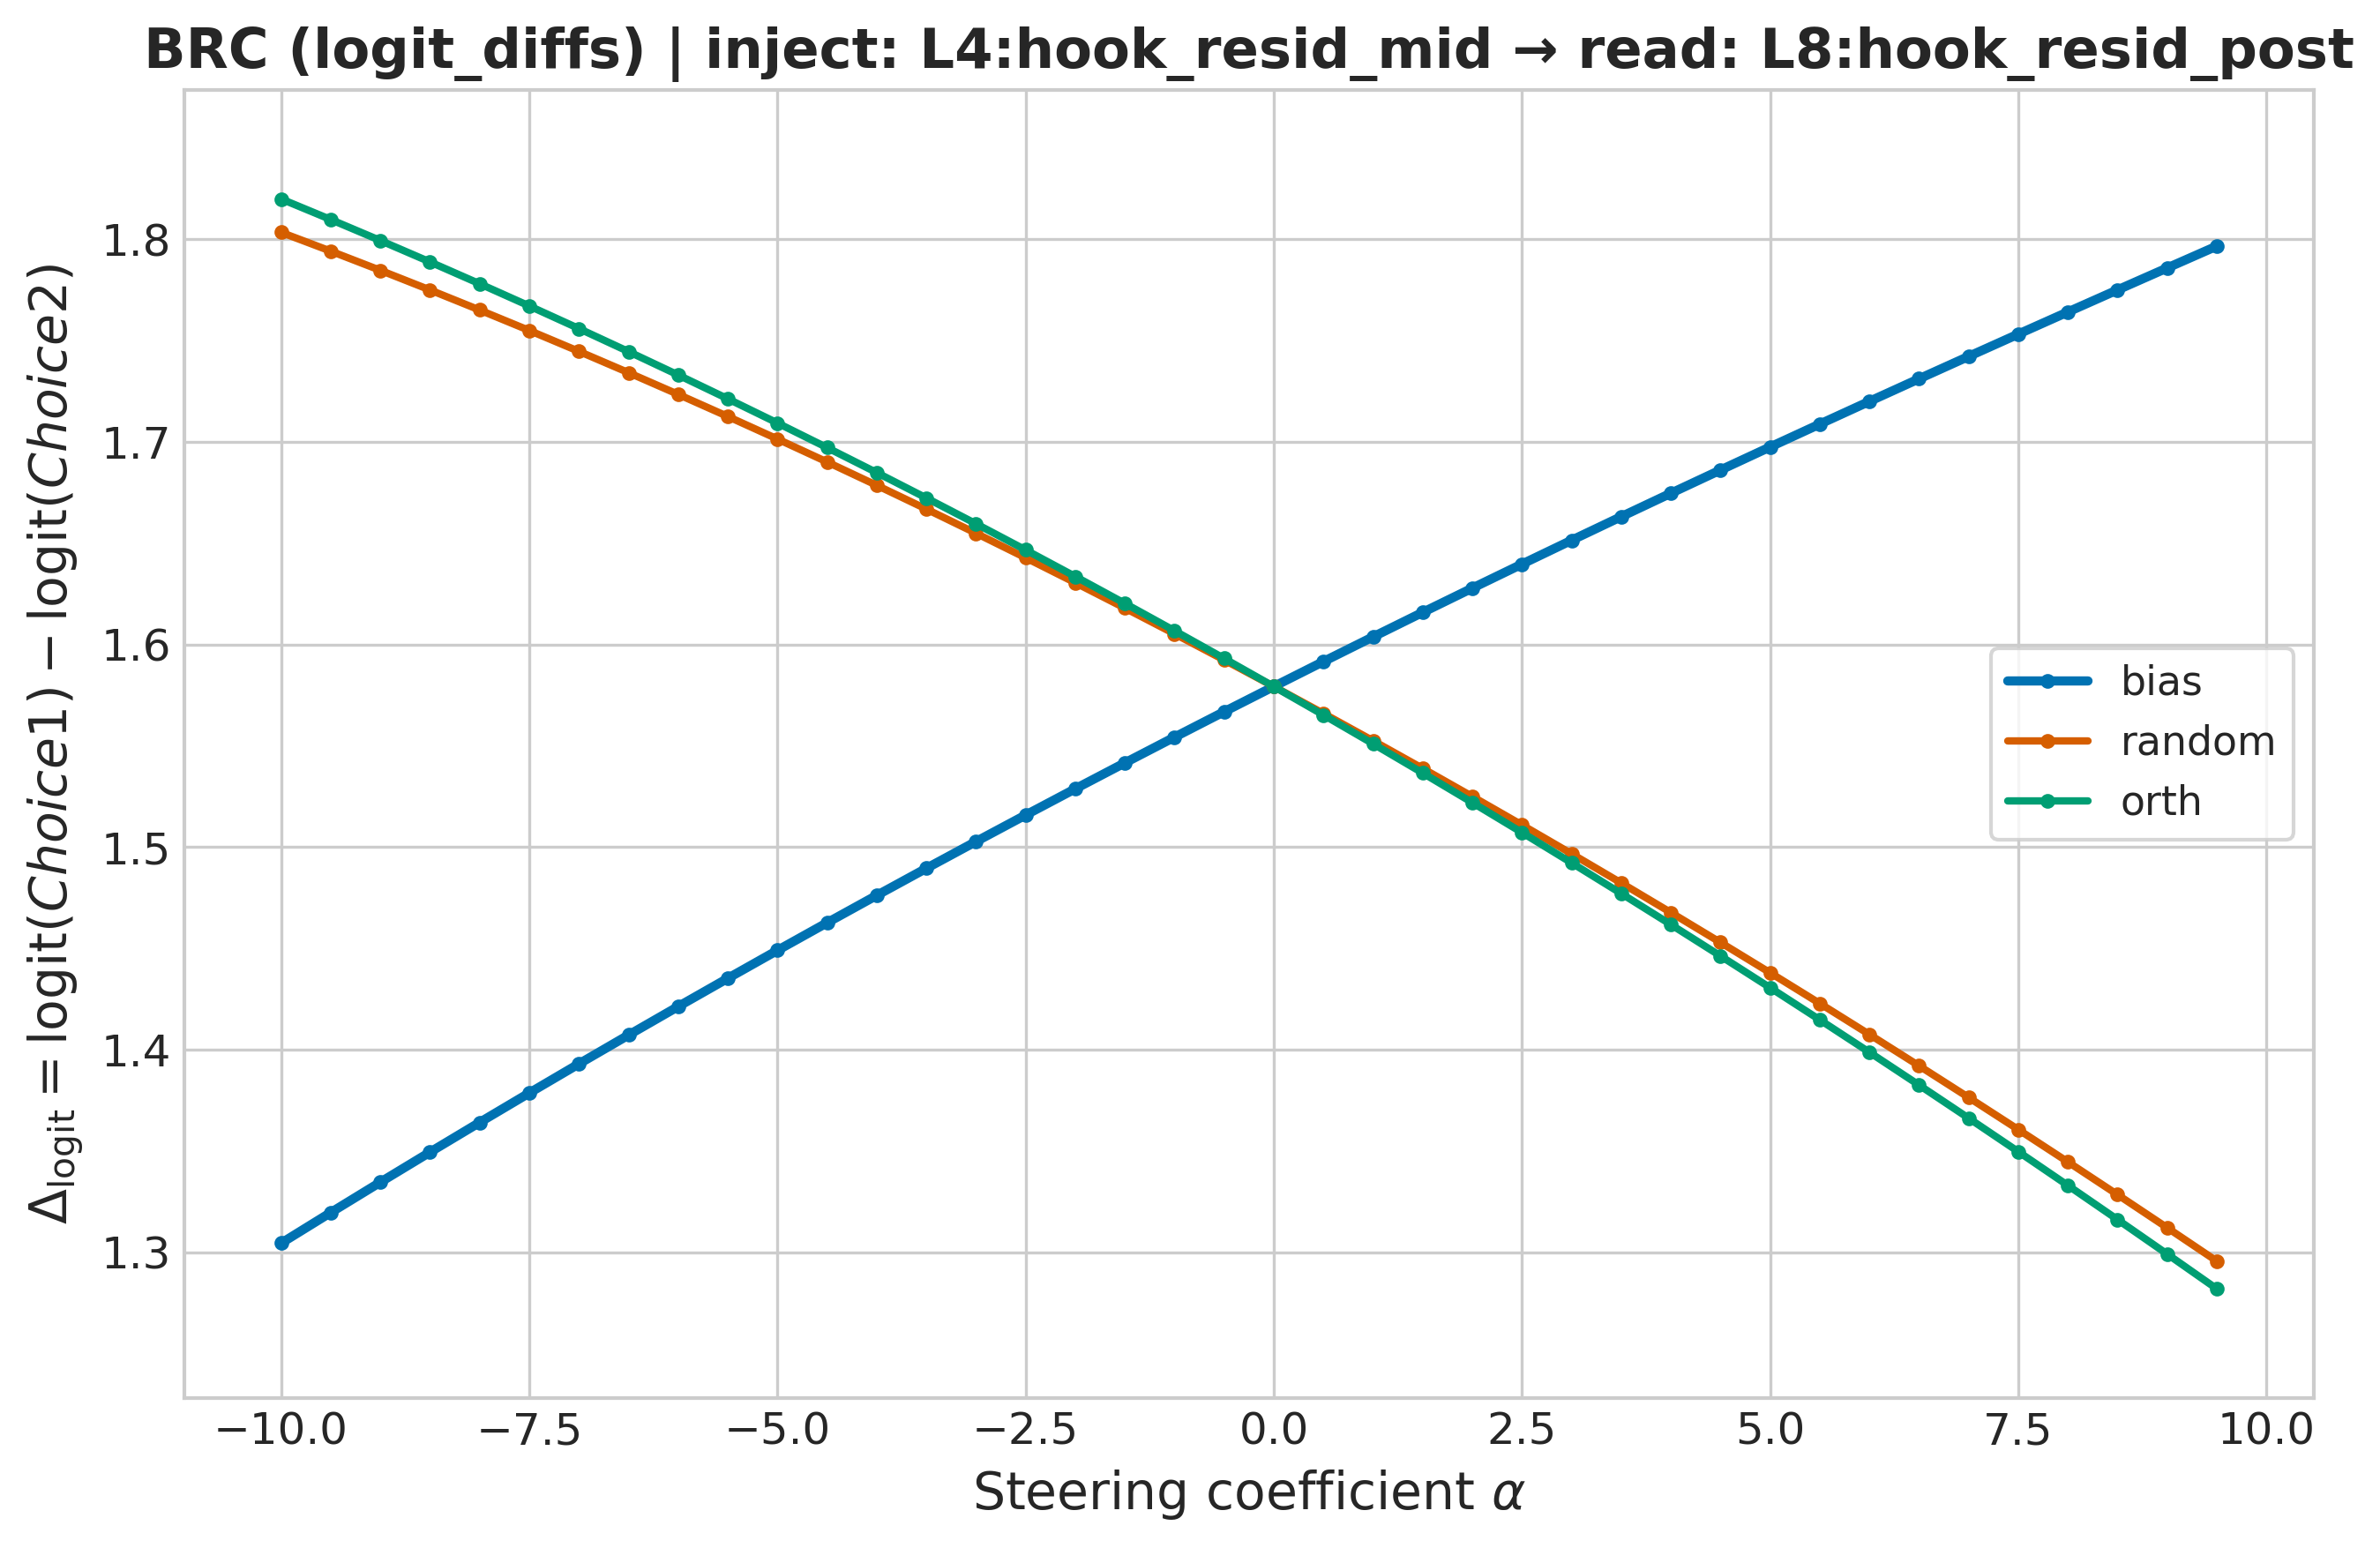 BRC (logit_diffs) | inject: L4:hook_resid_mid → read: L8:hook_resid_post
Δlogit = logit(Choice1) − logit(Choice2)
1.8
1.7
1.6
1.5
1.4
1.3
bias
random
orth
−10.0 −7.5 −5.0 −2.5 0.0 2.5 5.0 7.5 10.0
Steering coefficient α